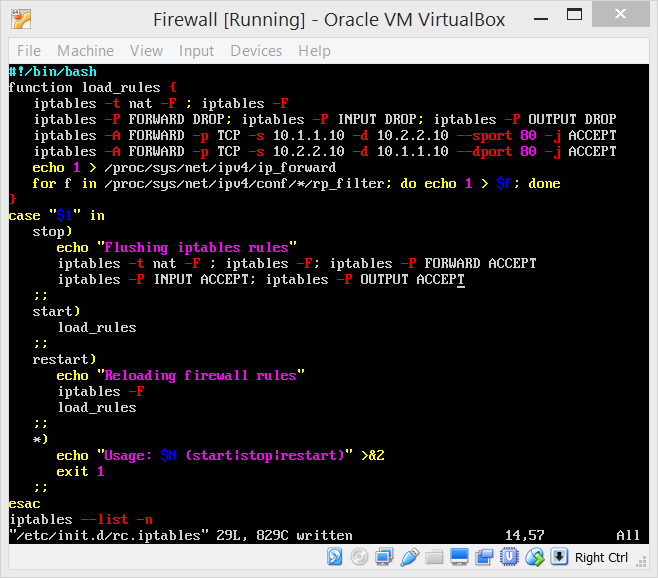 Firewall [Running] - Oracle VM VirtualBox
File Machine View Input Devices Help
#!/bin/bash
function load_rules {
iptables -t nat -F ; iptables -F
iptables -P FORWARD DROP; iptables -P INPUT DROP; iptables -P OUTPUT DROP
iptables -A FORWARD -p TCP -s 10.1.1.10 -d 10.2.2.10 --sport 80 -j ACCEPT
iptables -A FORWARD -p TCP -s 10.2.2.10 -d 10.1.1.10 --dport 80 -j ACCEPT
echo 1 > /proc/sys/net/ipv4/ip_forward
for f in /proc/sys/net/ipv4/conf/*/rp_filter; do echo 1 > $f; done
}
case "$1" in
stop)
echo "Flushing iptables rules"
iptables -t nat -F ; iptables -F; iptables -P FORWARD ACCEPT
iptables -P INPUT ACCEPT; iptables -P OUTPUT ACCEPT
;;
start)
load_rules
;;
restart)
echo "Reloading firewall rules"
iptables -F
load_rules
;;
*)
echo "Usage: $N (start|stop|restart)" >&2
exit 1
;;
esac
iptables --list -n
"/etc/init.d/rc.iptables" 29L, 829C written 14,57 All
Right Ctrl